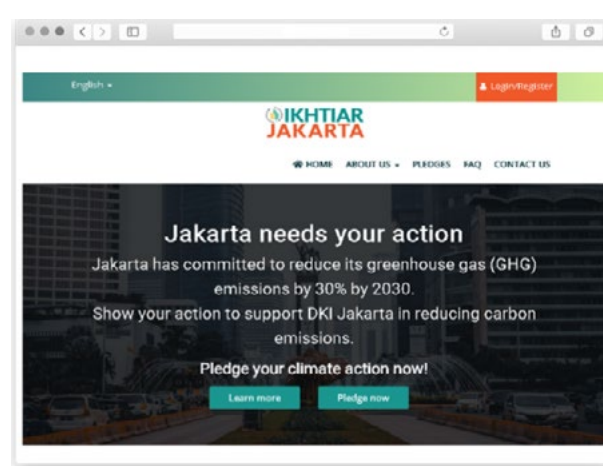 English
Login/Register
IKHTIAR
JAKARTA
HOME ABOUT US PLEDGES FAQ CONTACT US
Jakarta needs your action
Jakarta has committed to reduce its greenhouse gas (GHG)
emissions by 30% by 2030.
Show your action to support DKI Jakarta in reducing carbon
emissions.
Pledge your climate action now!
Learn more Pledge now